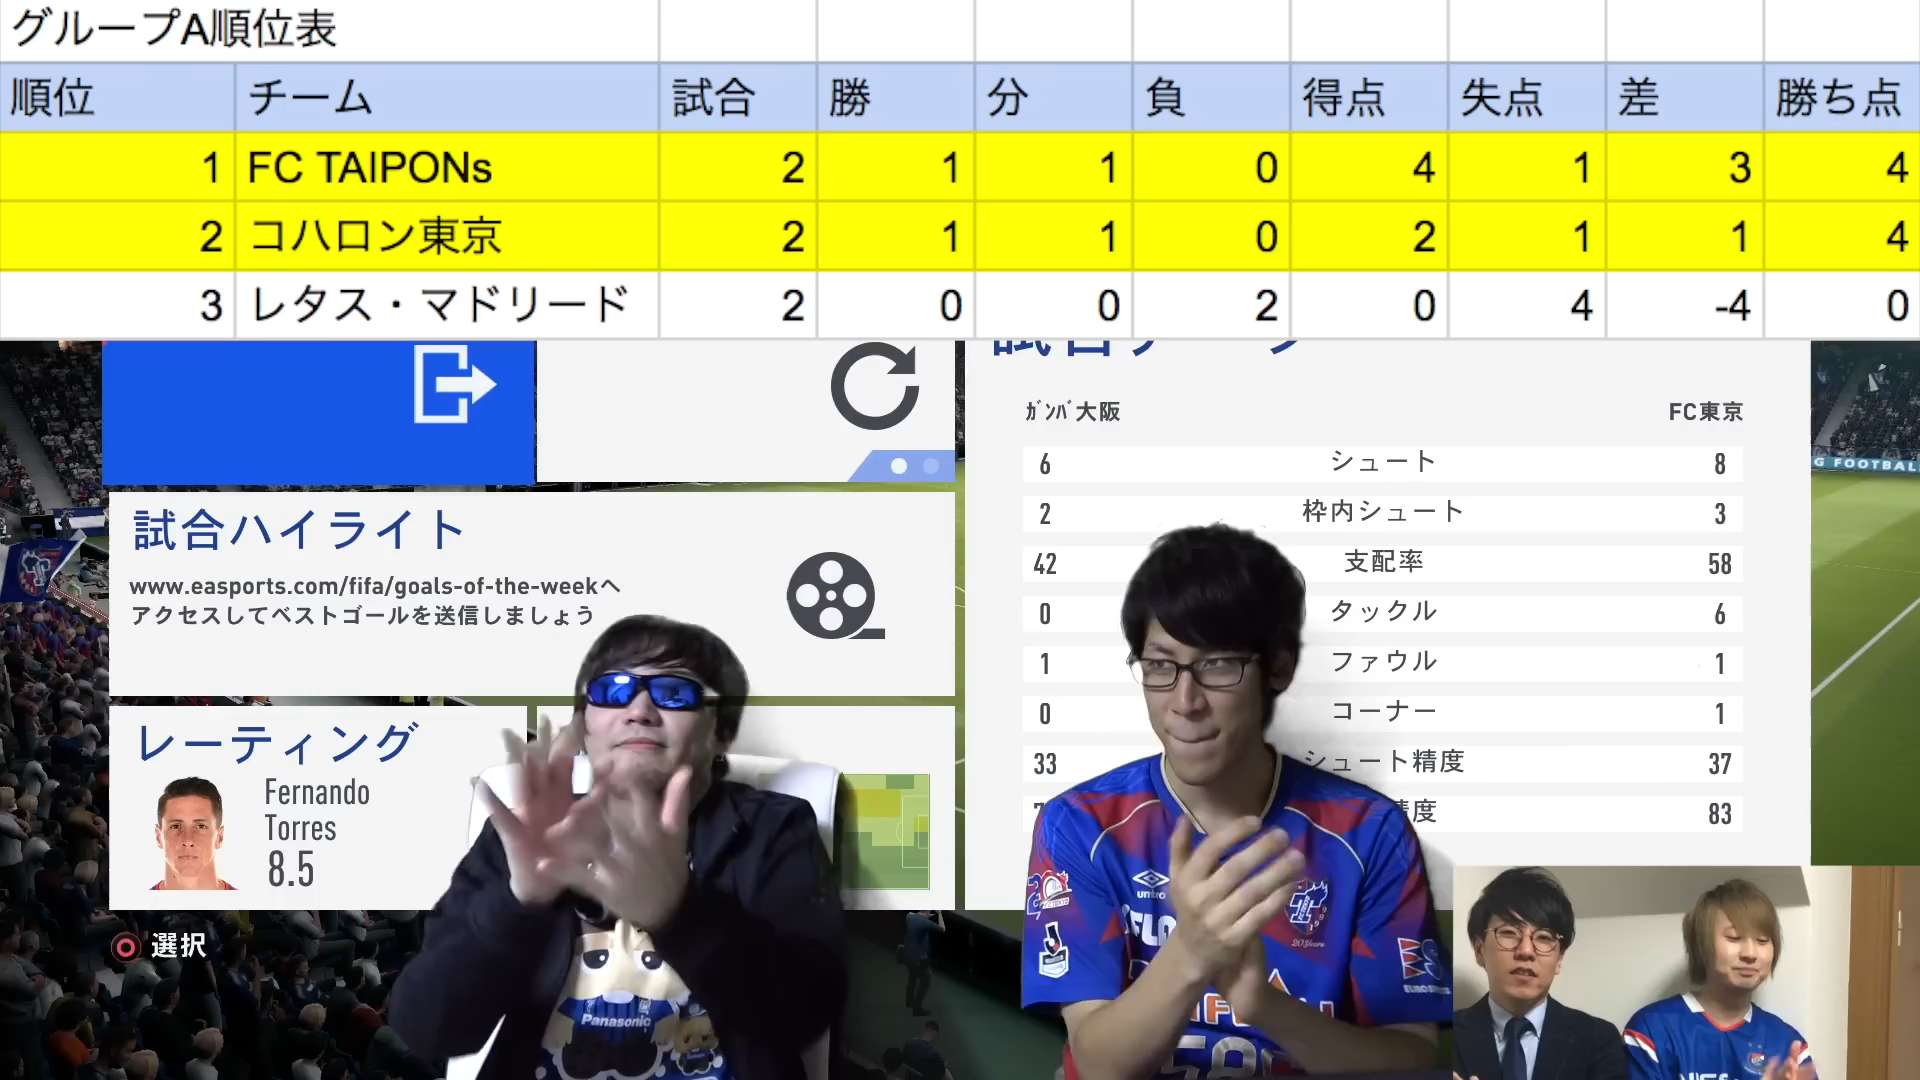 グループA順位表
順位 チーム 試合 勝 分 負 得点 失点 差 勝ち点
1 FC TAIPONs 2 1 1 0 4 1 3 4
2 コハロン東京 2 1 1 0 2 1 1 4
3 レタス・マドリード 2 0 0 2 0 4 -4 0
ｶﾞﾝﾊﾞ大阪 FC東京
6 シュート 8
2 枠内シュート 3
42 支配率 58
0 タックル 6
1 ファウル 1
0 コーナー 1
33 シュート精度 37
精度 83
試合ハイライト
www.easports.com/fifa/goals-of-the-weekへ
アクセスしてベストゴールを送信しましょう
レーティング
Fernando
Torres
8.5
選択
G FOOTBAL
umbro
20 Years
Panasonic